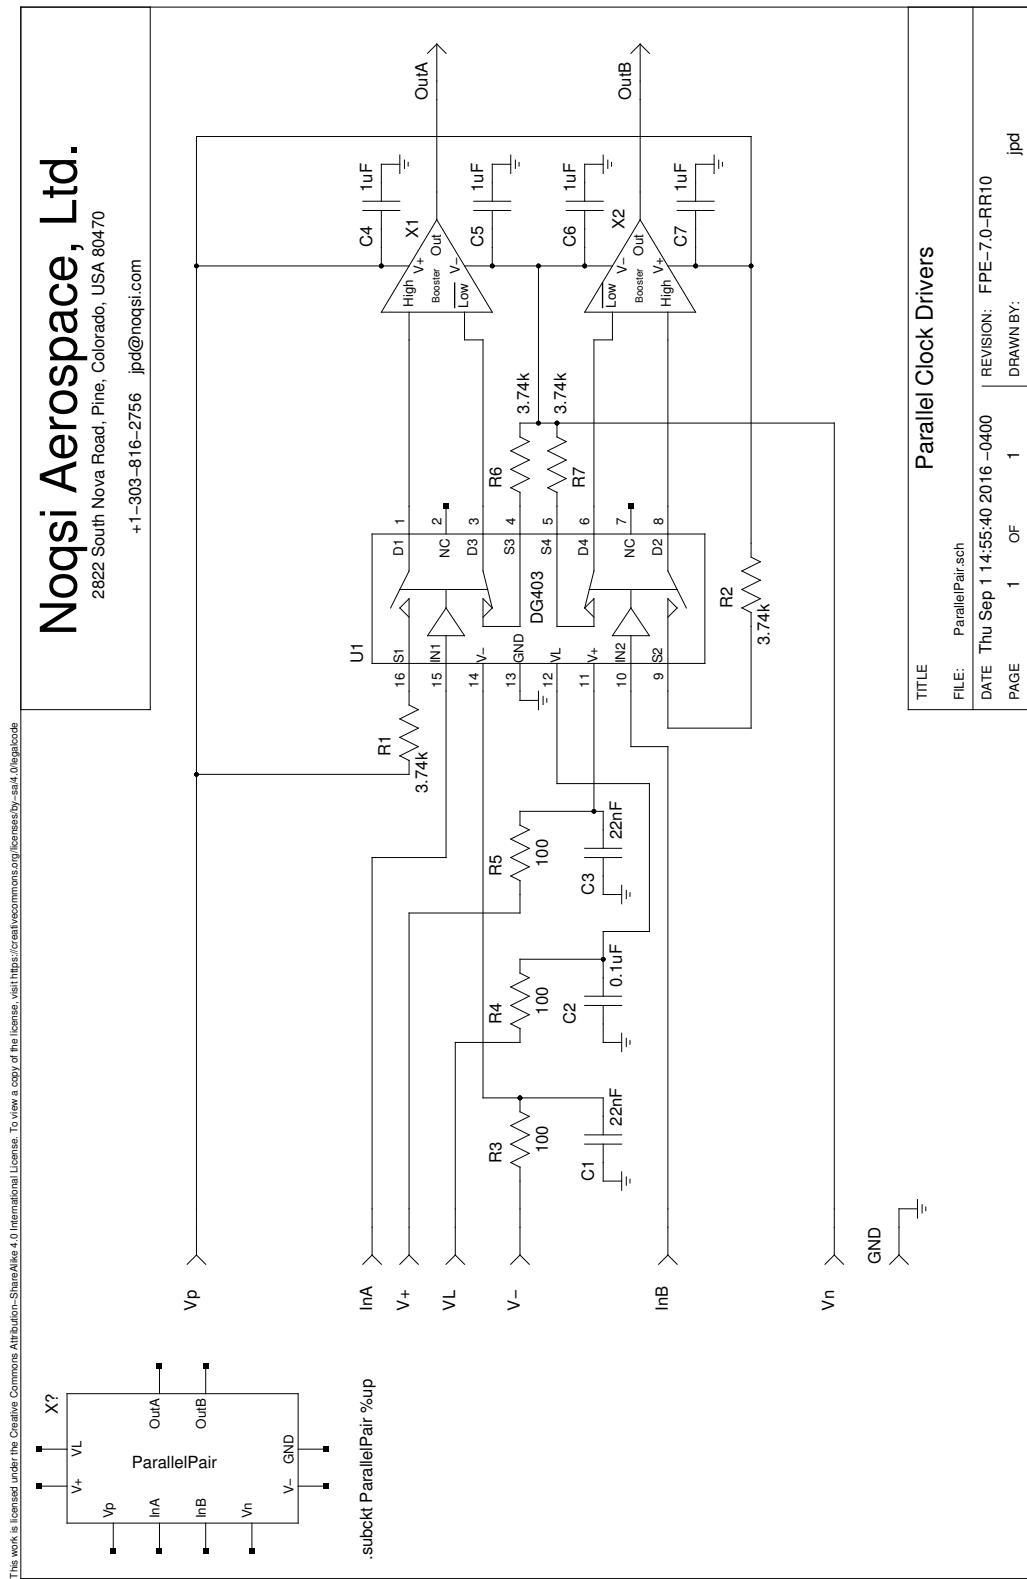 This work is licensed under the Creative Commons Attribution-ShareAlike 4.0 International License. To view a copy of the license, visit https://creativecommons.org/licenses/by-sa/4.0/legalcode
Noqsi Aerospace, Ltd.
2822 South Nova Road, Pine, Colorado, USA 80470
+1-303-816-2756 jpd@noqsi.com
X?
V+
VL
Vp
InA
InB
Vn
ParallelPair
OutA
OutB
V-
GND
.subckt ParallelPair %up
Vp
InA
V+
VL
V-
InB
Vn
GND
R3
100
C1
22nF
R4
100
C2
0.1uF
R5
100
C3
22nF
R1
3.74k
U1
16 S1
15 IN1
14 V-
13 GND
12 VL
11 V+
10 IN2
9 S2
DG403
D1 1
NC 2
D3 3
S3 4
S4 5
D4 6
NC 7
D2 8
R2
3.74k
R6
3.74k
R7
3.74k
C4
1uF
X1
High
V+
Booster
Out
Low
V-
C5
1uF
C6
1uF
X2
Low
V-
Booster
Out
High
V+
C7
1uF
OutA
OutB
TITLE
Parallel Clock Drivers
FILE: ParallelPair.sch
REVISION: FPE-7.0-RR10
DATE Thu Sep 1 14:55:40 2016 -0400
PAGE 1 OF 1
DRAWN BY: jpd